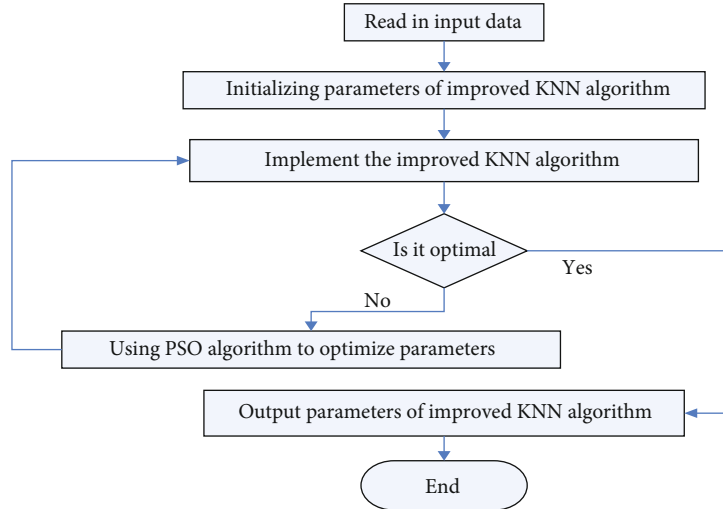 Read in input data
Initializing parameters of improved KNN algorithm
Implement the improved KNN algorithm
Is it optimal
Yes
No
Using PSO algorithm to optimize parameters
Output parameters of improved KNN algorithm
End